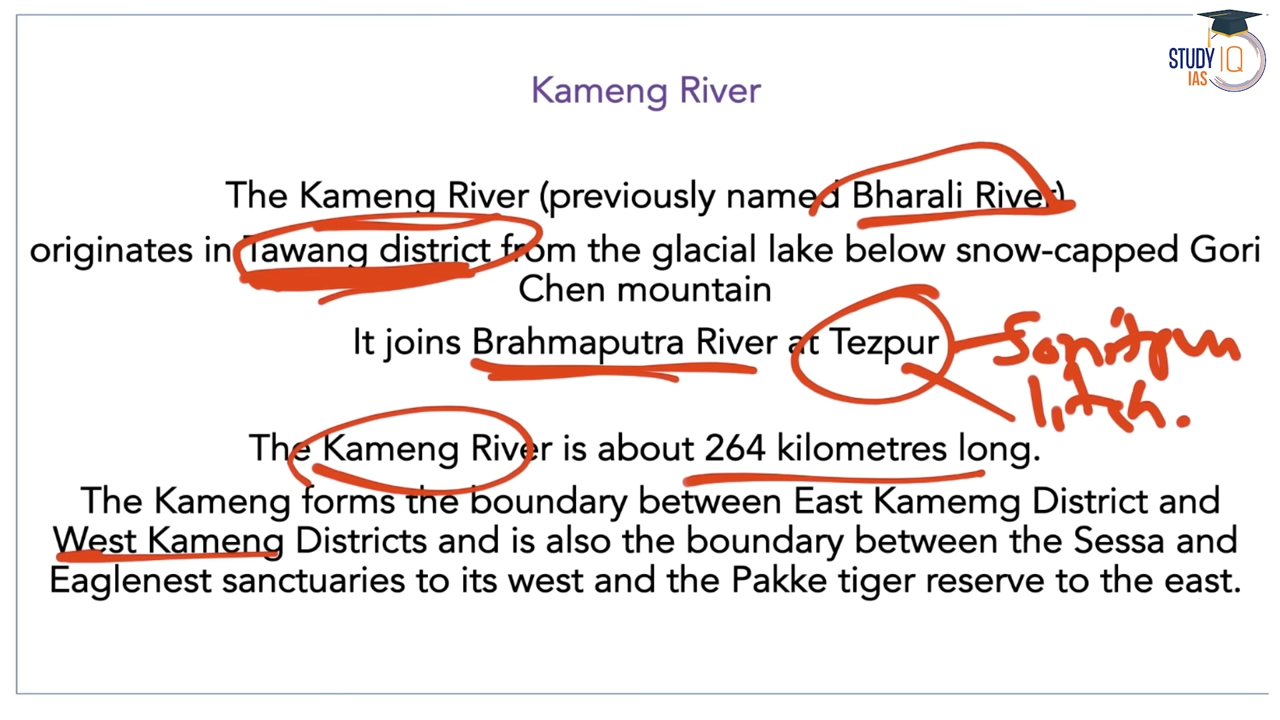 STUDY IQ
IAS
Kameng River
The Kameng River (previously named Bharali River)
originates in Tawang district from the glacial lake below snow-capped Gori
Chen mountain
It joins Brahmaputra River at Tezpur
Sonitpur
litch.
The Kameng River is about 264 kilometres long.
The Kameng forms the boundary between East Kamemg District and
West Kameng Districts and is also the boundary between the Sessa and
Eaglenest sanctuaries to its west and the Pakke tiger reserve to the east.